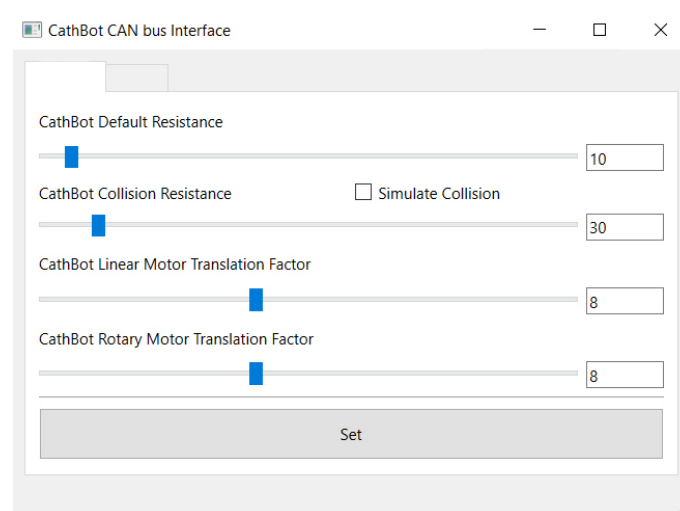 CathBot CAN bus Interface
CathBot Default Resistance
10
CathBot Collision Resistance
Simulate Collision
30
CathBot Linear Motor Translation Factor
8
CathBot Rotary Motor Translation Factor
8
Set